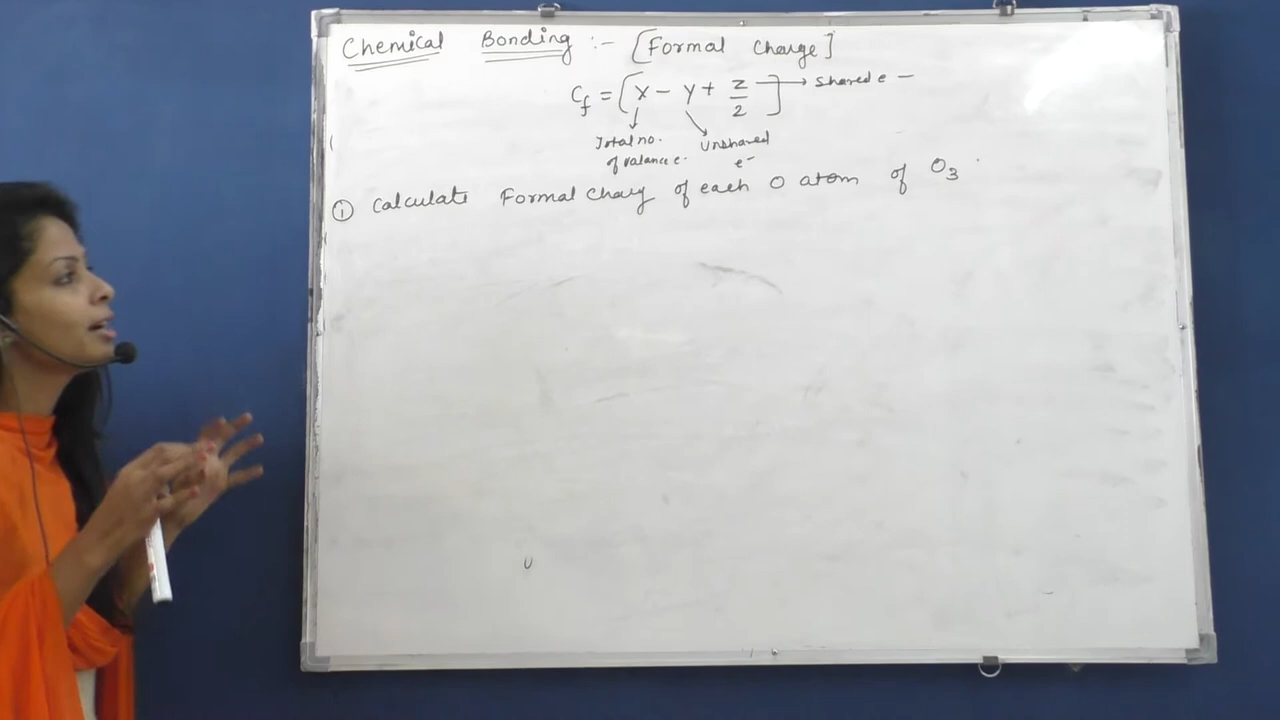 Chemical Bonding :- [Formal Charge]
Cf = [x - y + z/2] → Shared e -
Total no. of valance e- Unshared e-
① Calculate Formal Charg of each O atom of O3